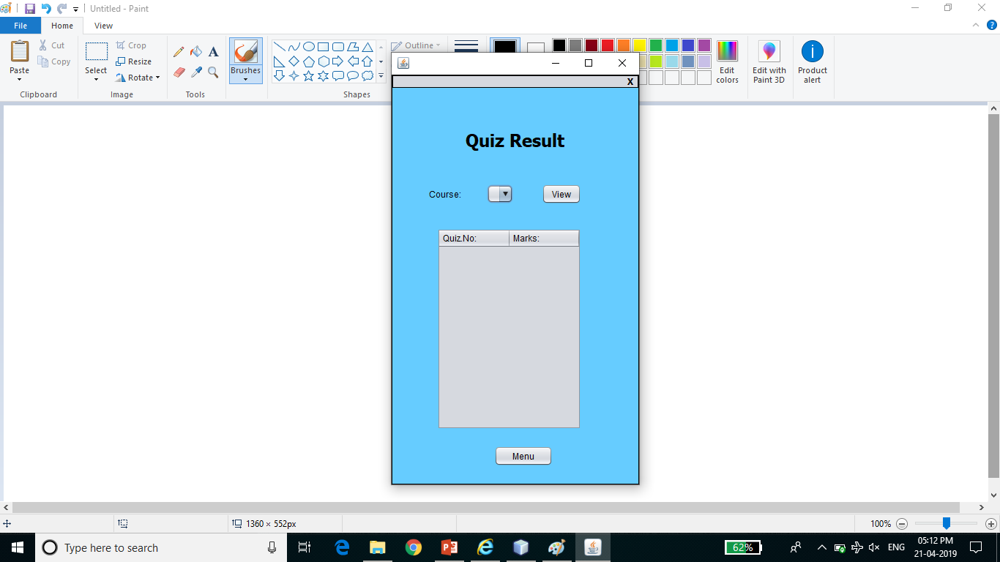 Untitled - Paint
File Home View
Paste
Cut
Copy
Clipboard
Select
Crop
Resize
Rotate
Image
A
Tools
Brushes
Shapes
Outline
Edit colors
Edit with Paint 3D
Product alert
X
Quiz Result
Course:
View
Quiz.No: Marks:
Menu
1360 × 552px
100%
Type here to search
62%
ENG
05:12 PM
21-04-2019